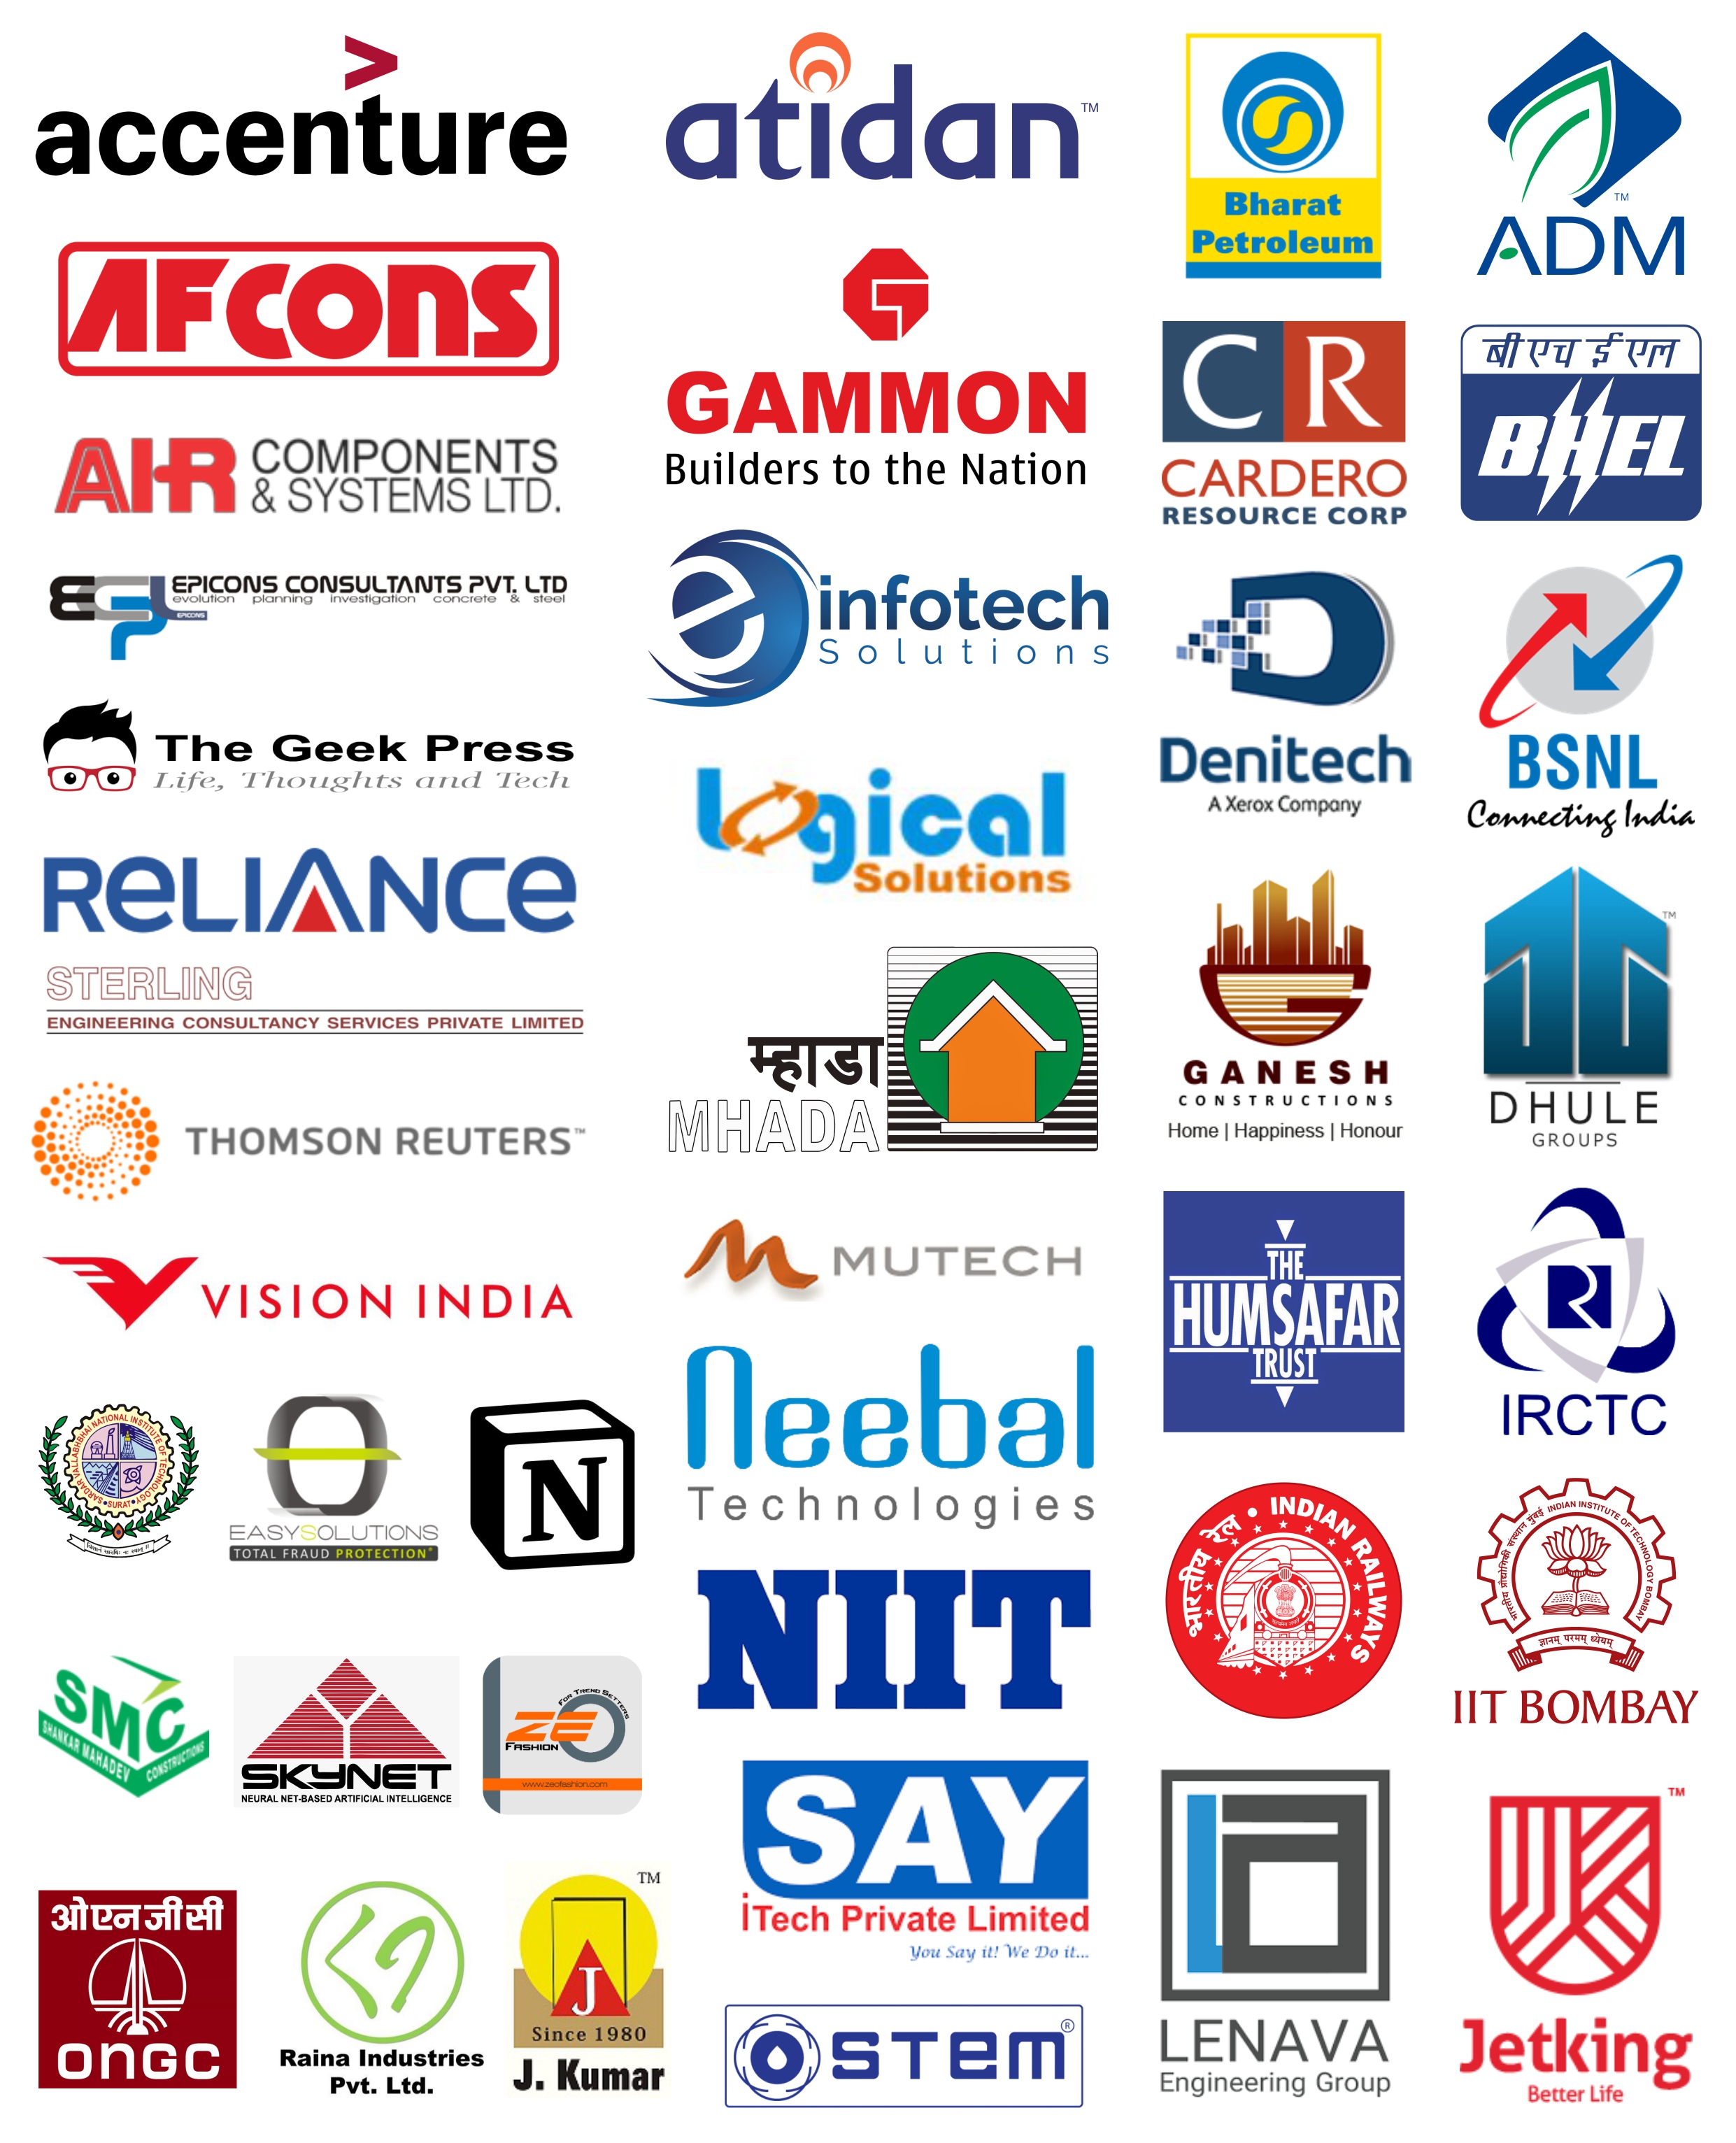 accenture
AFCONS
AIR COMPONENTS
& SYSTEMS LTD.
EPICONS CONSULTANTS PVT. LTD
evolution planning investigation concrete & steel
EPICONS
The Geek Press
Life, Thoughts and Tech
RELIANCE
STERLING
ENGINEERING CONSULTANCY SERVICES PRIVATE LIMITED
THOMSON REUTERS™
VISION INDIA
SARDAR VALLABHBHAI NATIONAL INSTITUTE OF TECHNOLOGY
SURAT
EASYSOLUTIONS
TOTAL FRAUD PROTECTION®
N
SMC
SHANKAR MAHADEV CONSTRUCTIONS
SKYNET
NEURAL NET-BASED ARTIFICIAL INTELLIGENCE
FOR TREND SETTERS
ZEO
FASHION
www.zeofashion.com
ओएनजीसी
ONGC
Raina Industries
Pvt. Ltd.
TM
J
Since 1980
J. Kumar
atidan™
G
GAMMON
Builders to the Nation
e infotech
Solutions
Logical
Solutions
म्हाडा
MHADA
MUTECH
Neebal
Technologies
NIIT
SAY
iTech Private Limited
You Say it! We Do it...
STEM®
Bharat
Petroleum
CR
CARDERO
RESOURCE CORP
Denitech
A Xerox Company
GANESH
CONSTRUCTIONS
Home | Happiness | Honour
THE
HUMSAFAR
TRUST
भारतीय रेल • INDIAN RAILWAYS
LENAVA
Engineering Group
TM
ADM
बीएचईएल
BHEL
BSNL
Connecting India
TM
DHULE
GROUPS
R
IRCTC
भारतीय प्रौद्योगिकी संस्थान मुंबई INDIAN INSTITUTE OF TECHNOLOGY BOMBAY
ज्ञानम् परमम् ध्येयम्
IIT BOMBAY
TM
Jetking
Better Life